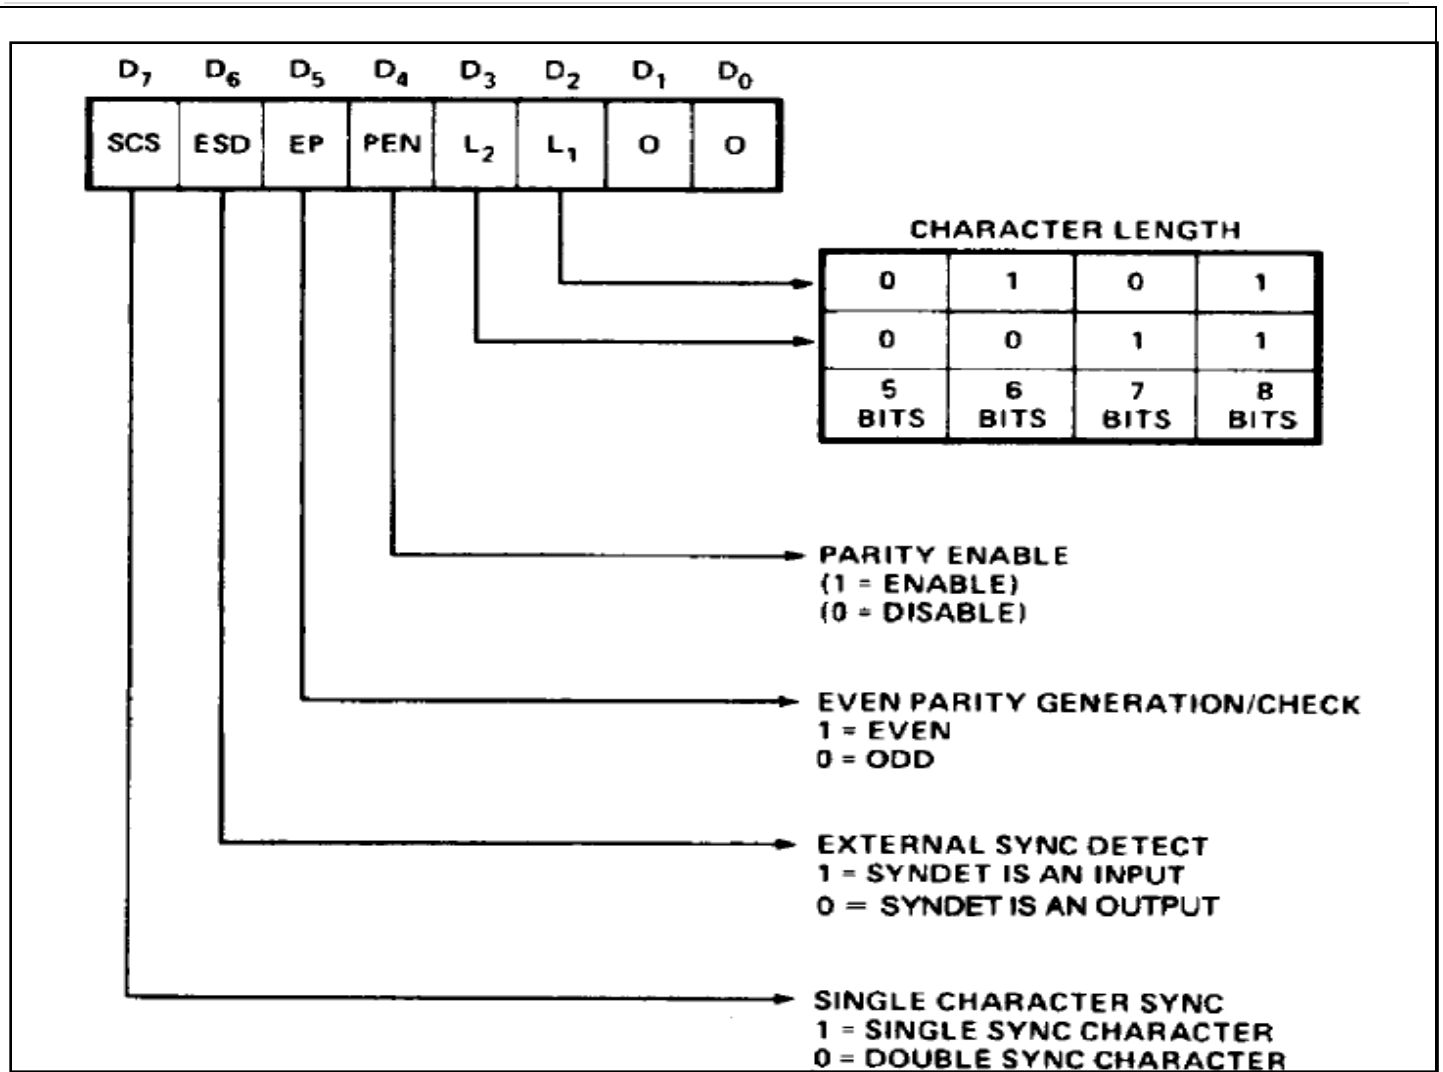 D7 D6 D5 D4 D3 D2 D1 D0
SCS ESD EP PEN L2 L1 0 0
CHARACTER LENGTH
0 1 0 1
0 0 1 1
5 BITS 6 BITS 7 BITS 8 BITS
PARITY ENABLE
(1 = ENABLE)
(0 = DISABLE)
EVEN PARITY GENERATION/CHECK
1 = EVEN
0 = ODD
EXTERNAL SYNC DETECT
1 = SYNDET IS AN INPUT
0 = SYNDET IS AN OUTPUT
SINGLE CHARACTER SYNC
1 = SINGLE SYNC CHARACTER
0 = DOUBLE SYNC CHARACTER